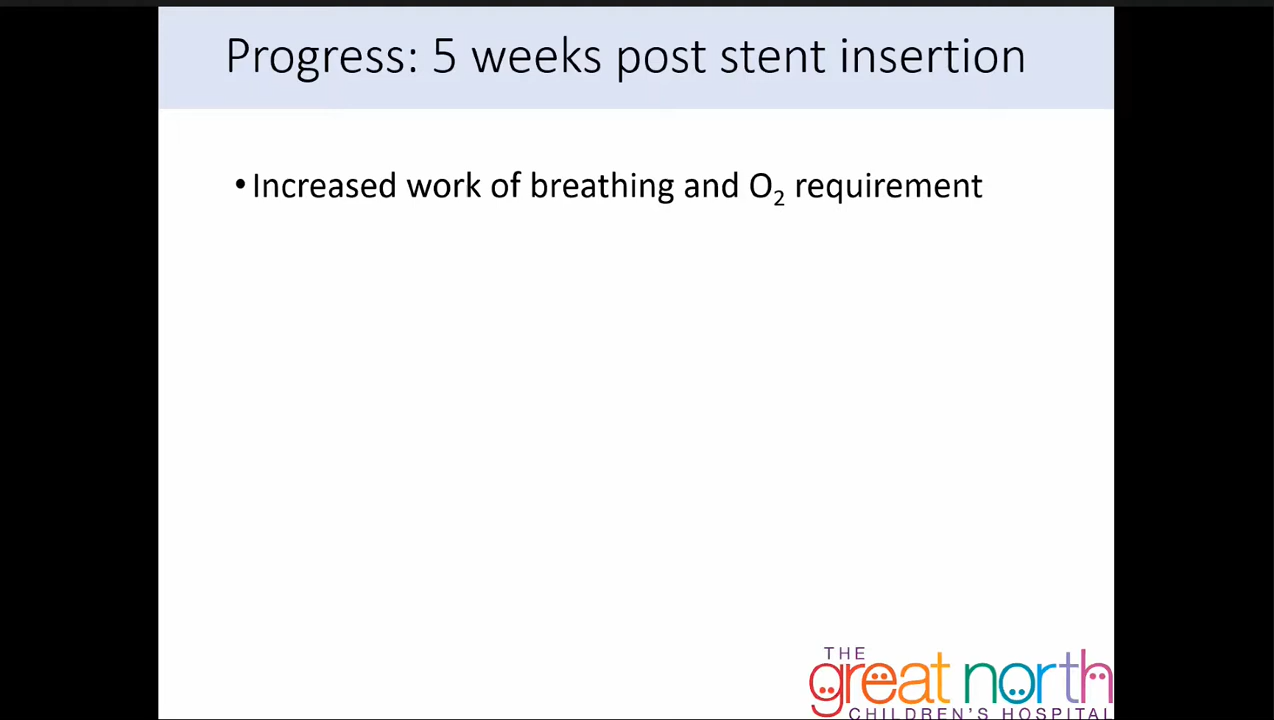 Progress: 5 weeks post stent insertion
•Increased work of breathing and O₂ requirement
THE
great north
CHILDREN'S HOSPITAL